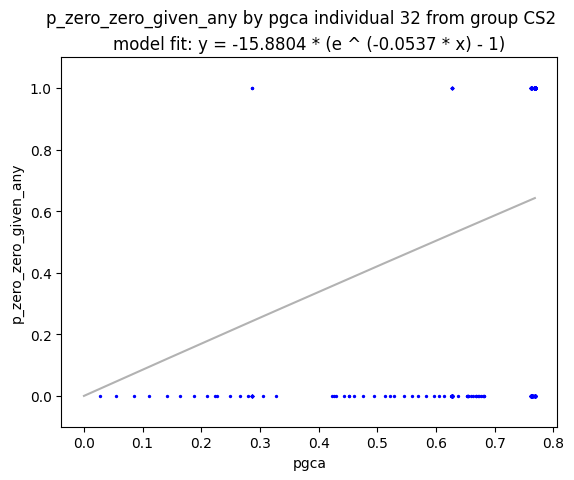 p_zero_zero_given_any by pgca individual 32 from group CS2
model fit: y = -15.8804 * (e ^ (-0.0537 * x) - 1)
p_zero_zero_given_any
1.0
0.8
0.6
0.4
0.2
0.0
0.0 0.1 0.2 0.3 0.4 0.5 0.6 0.7 0.8
pgca